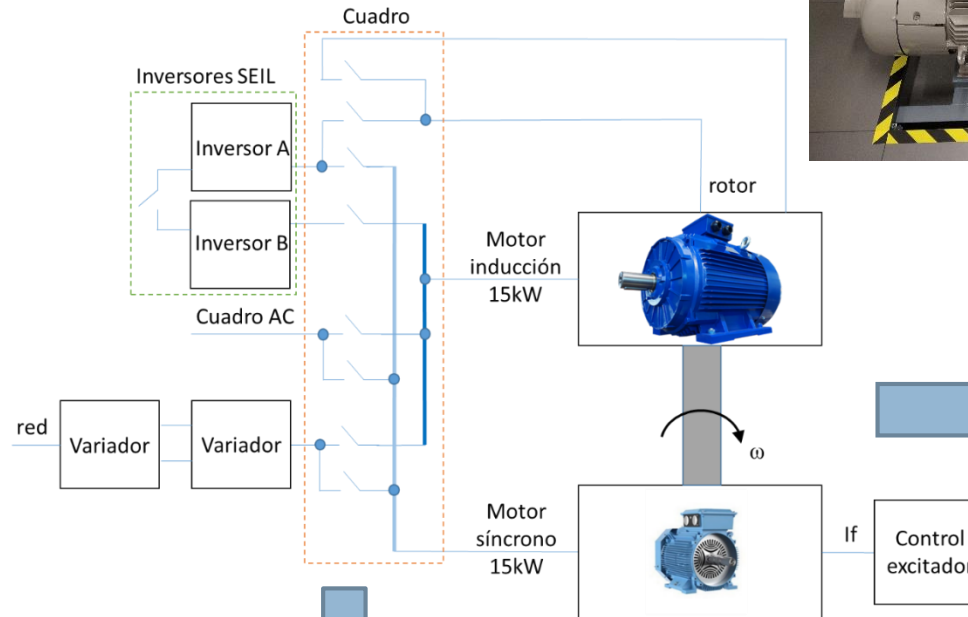 Cuadro
Inversores SEIL
Inversor A
rotor
Inversor B
Motor
inducción
15kW
Cuadro AC
red
Variador
Variador
ω
Motor
síncrono
15kW
If
Control
excitador